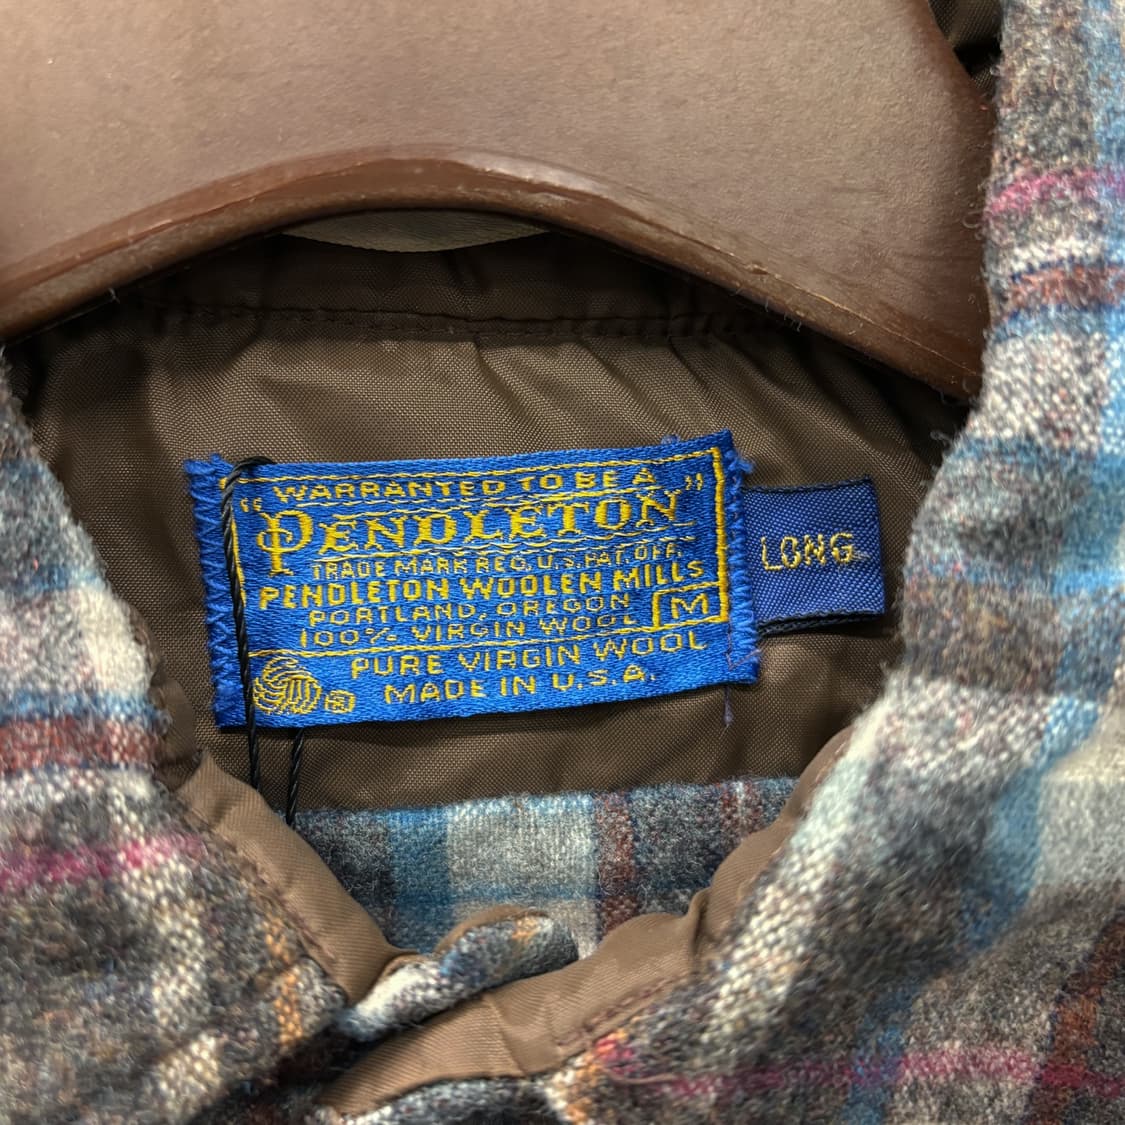 WARRANTED TO BE A
"PENDLETON"
TRADE MARK REG. U.S. PAT. OFF.
PENDLETON WOOLEN MILLS
PORTLAND, OREGON
M
100% VIRGIN WOOL
PURE VIRGIN WOOL
®
MADE IN U.S.A.
LONG